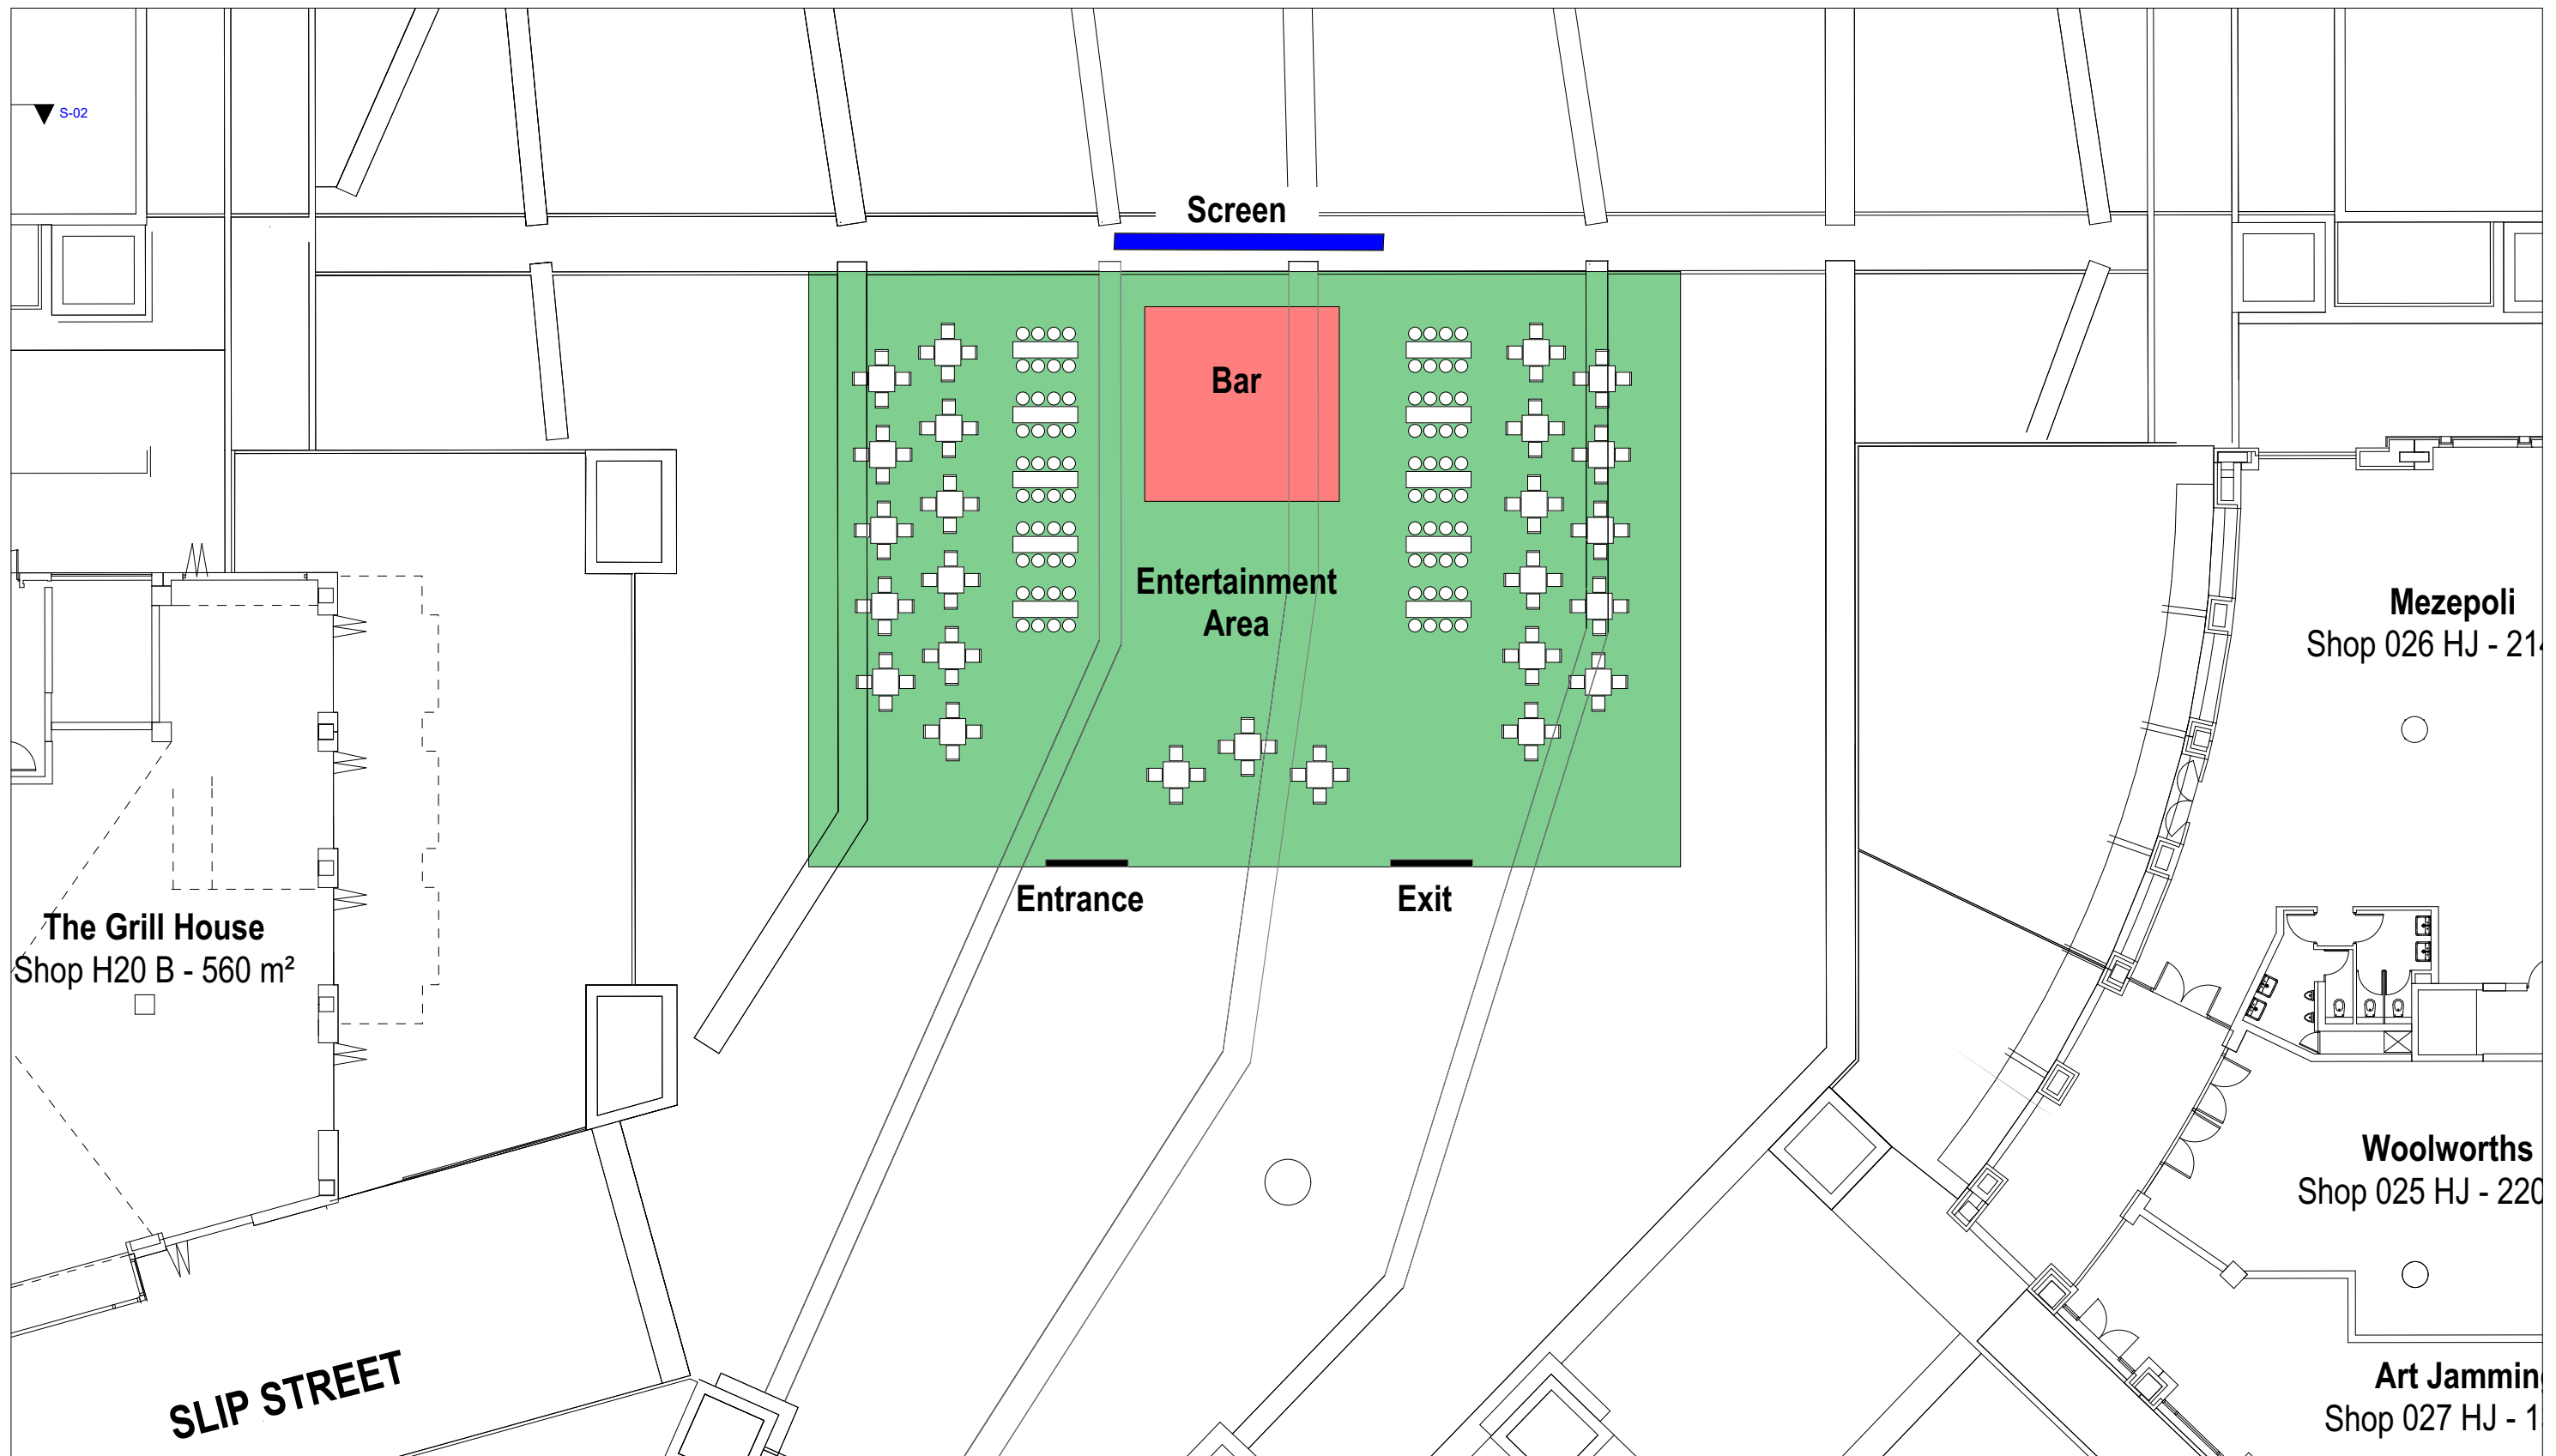 S-02
Screen
Bar
Entertainment
Area
Mezepoli
Shop 026 HJ - 21
Entrance
Exit
The Grill House
Shop H20 B - 560 m²
Woolworths
Shop 025 HJ - 220
SLIP STREET
Art Jammin
Shop 027 HJ - 1